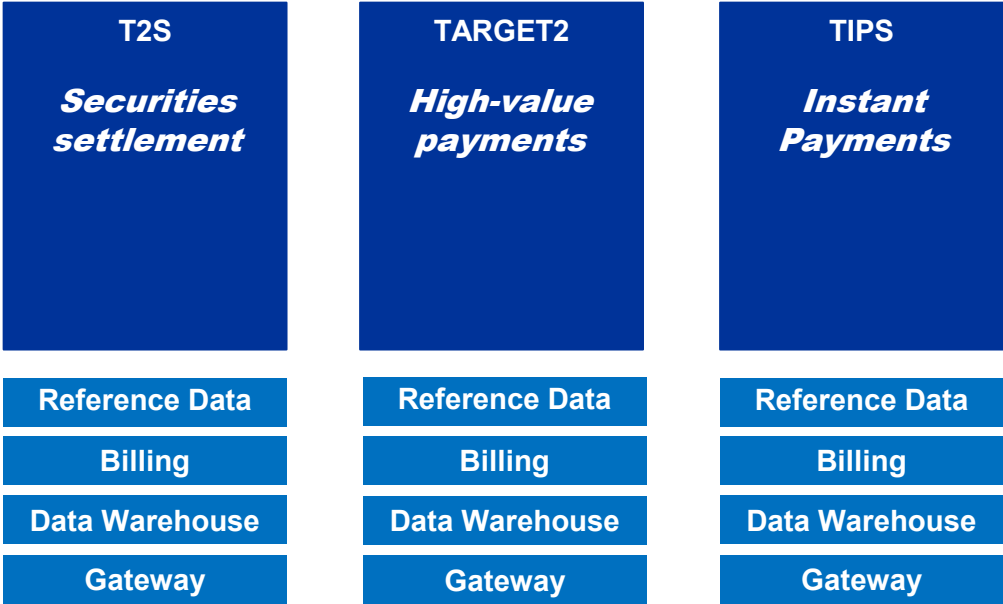 T2S
Securities
settlement
Reference Data
Billing
Data Warehouse
Gateway
TARGET2
High-value
payments
Reference Data
Billing
Data Warehouse
Gateway
TIPS
Instant
Payments
Reference Data
Billing
Data Warehouse
Gateway